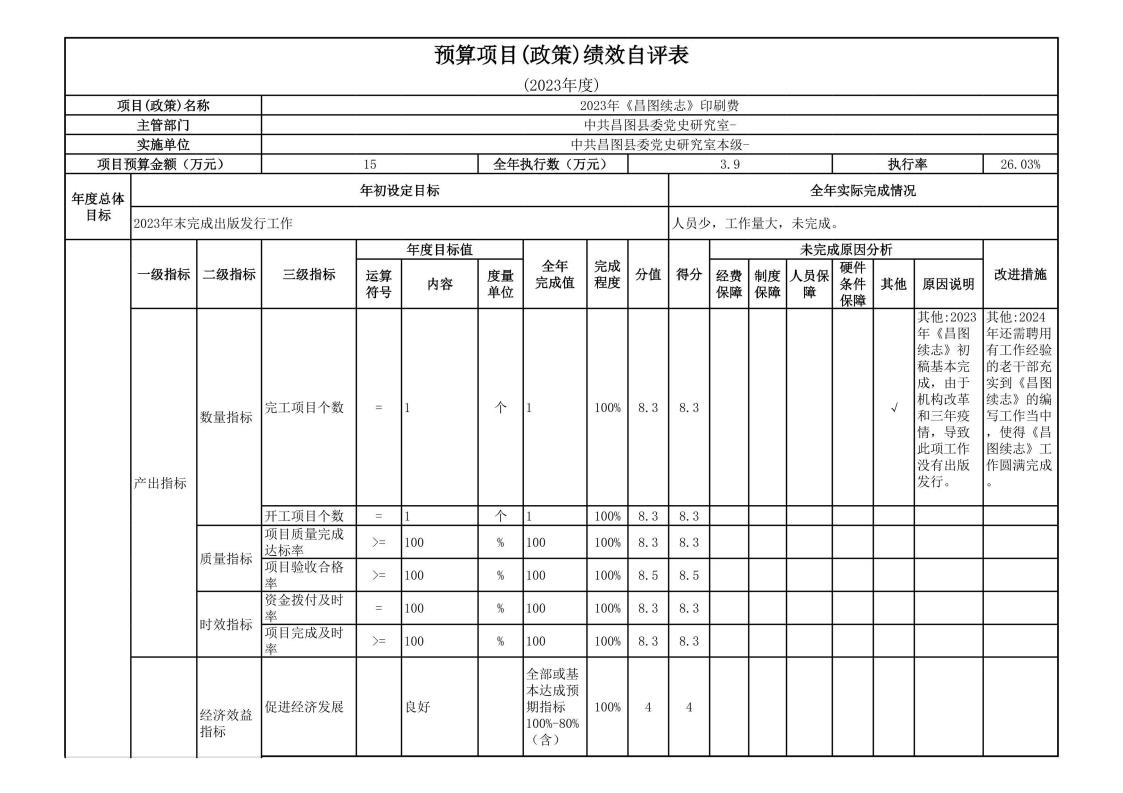 预算项目(政策)绩效自评表
(2023年度)
项目(政策)名称
2023年《昌图续志》印刷费
主管部门
中共昌图县委党史研究室-
实施单位
中共昌图县委党史研究室本级-
项目预算金额（万元）
15
全年执行数（万元）
3.9
执行率
26.03%
年度总体
目标
年初设定目标
全年实际完成情况
2023年末完成出版发行工作
人员少，工作量大，未完成。
一级指标
二级指标
三级指标
年度目标值
运算
符号
内容
度量
单位
全年
完成值
完成
程度
分值
得分
未完成原因分析
经费
保障
制度
保障
人员保
障
硬件
条件
保障
其他
原因说明
改进措施
产出指标
数量指标
完工项目个数
=
1
个
1
100%
8.3
8.3
√
其他:2023
年《昌图
续志》初
稿基本完
成，由于
机构改革
和三年疫
情，导致
此项工作
没有出版
发行。
其他:2024
年还需聘用
有工作经验
的老干部充
实到《昌图
续志》的编
写工作当中
，使得《昌
图续志》工
作圆满完成
。
开工项目个数
=
1
个
1
100%
8.3
8.3
质量指标
项目质量完成
达标率
>=
100
%
100
100%
8.3
8.3
项目验收合格
率
>=
100
%
100
100%
8.5
8.5
时效指标
资金拨付及时
率
=
100
%
100
100%
8.3
8.3
项目完成及时
率
>=
100
%
100
100%
8.3
8.3
经济效益
指标
促进经济发展
良好
全部或基
本达成预
期指标
100%-80%
（含）
100%
4
4